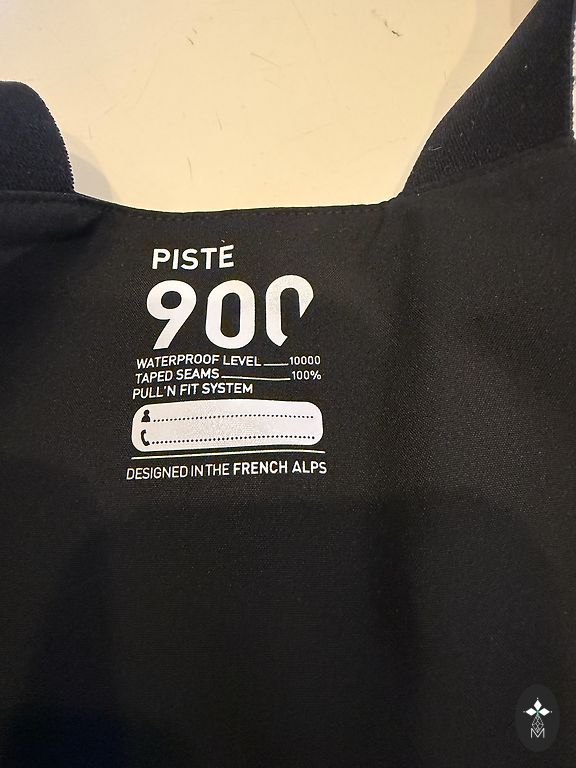 PISTE
900
WATERPROOF LEVEL 10000
TAPED SEAMS 100%
PULL'N FIT SYSTEM
DESIGNED IN THE FRENCH ALPS
M